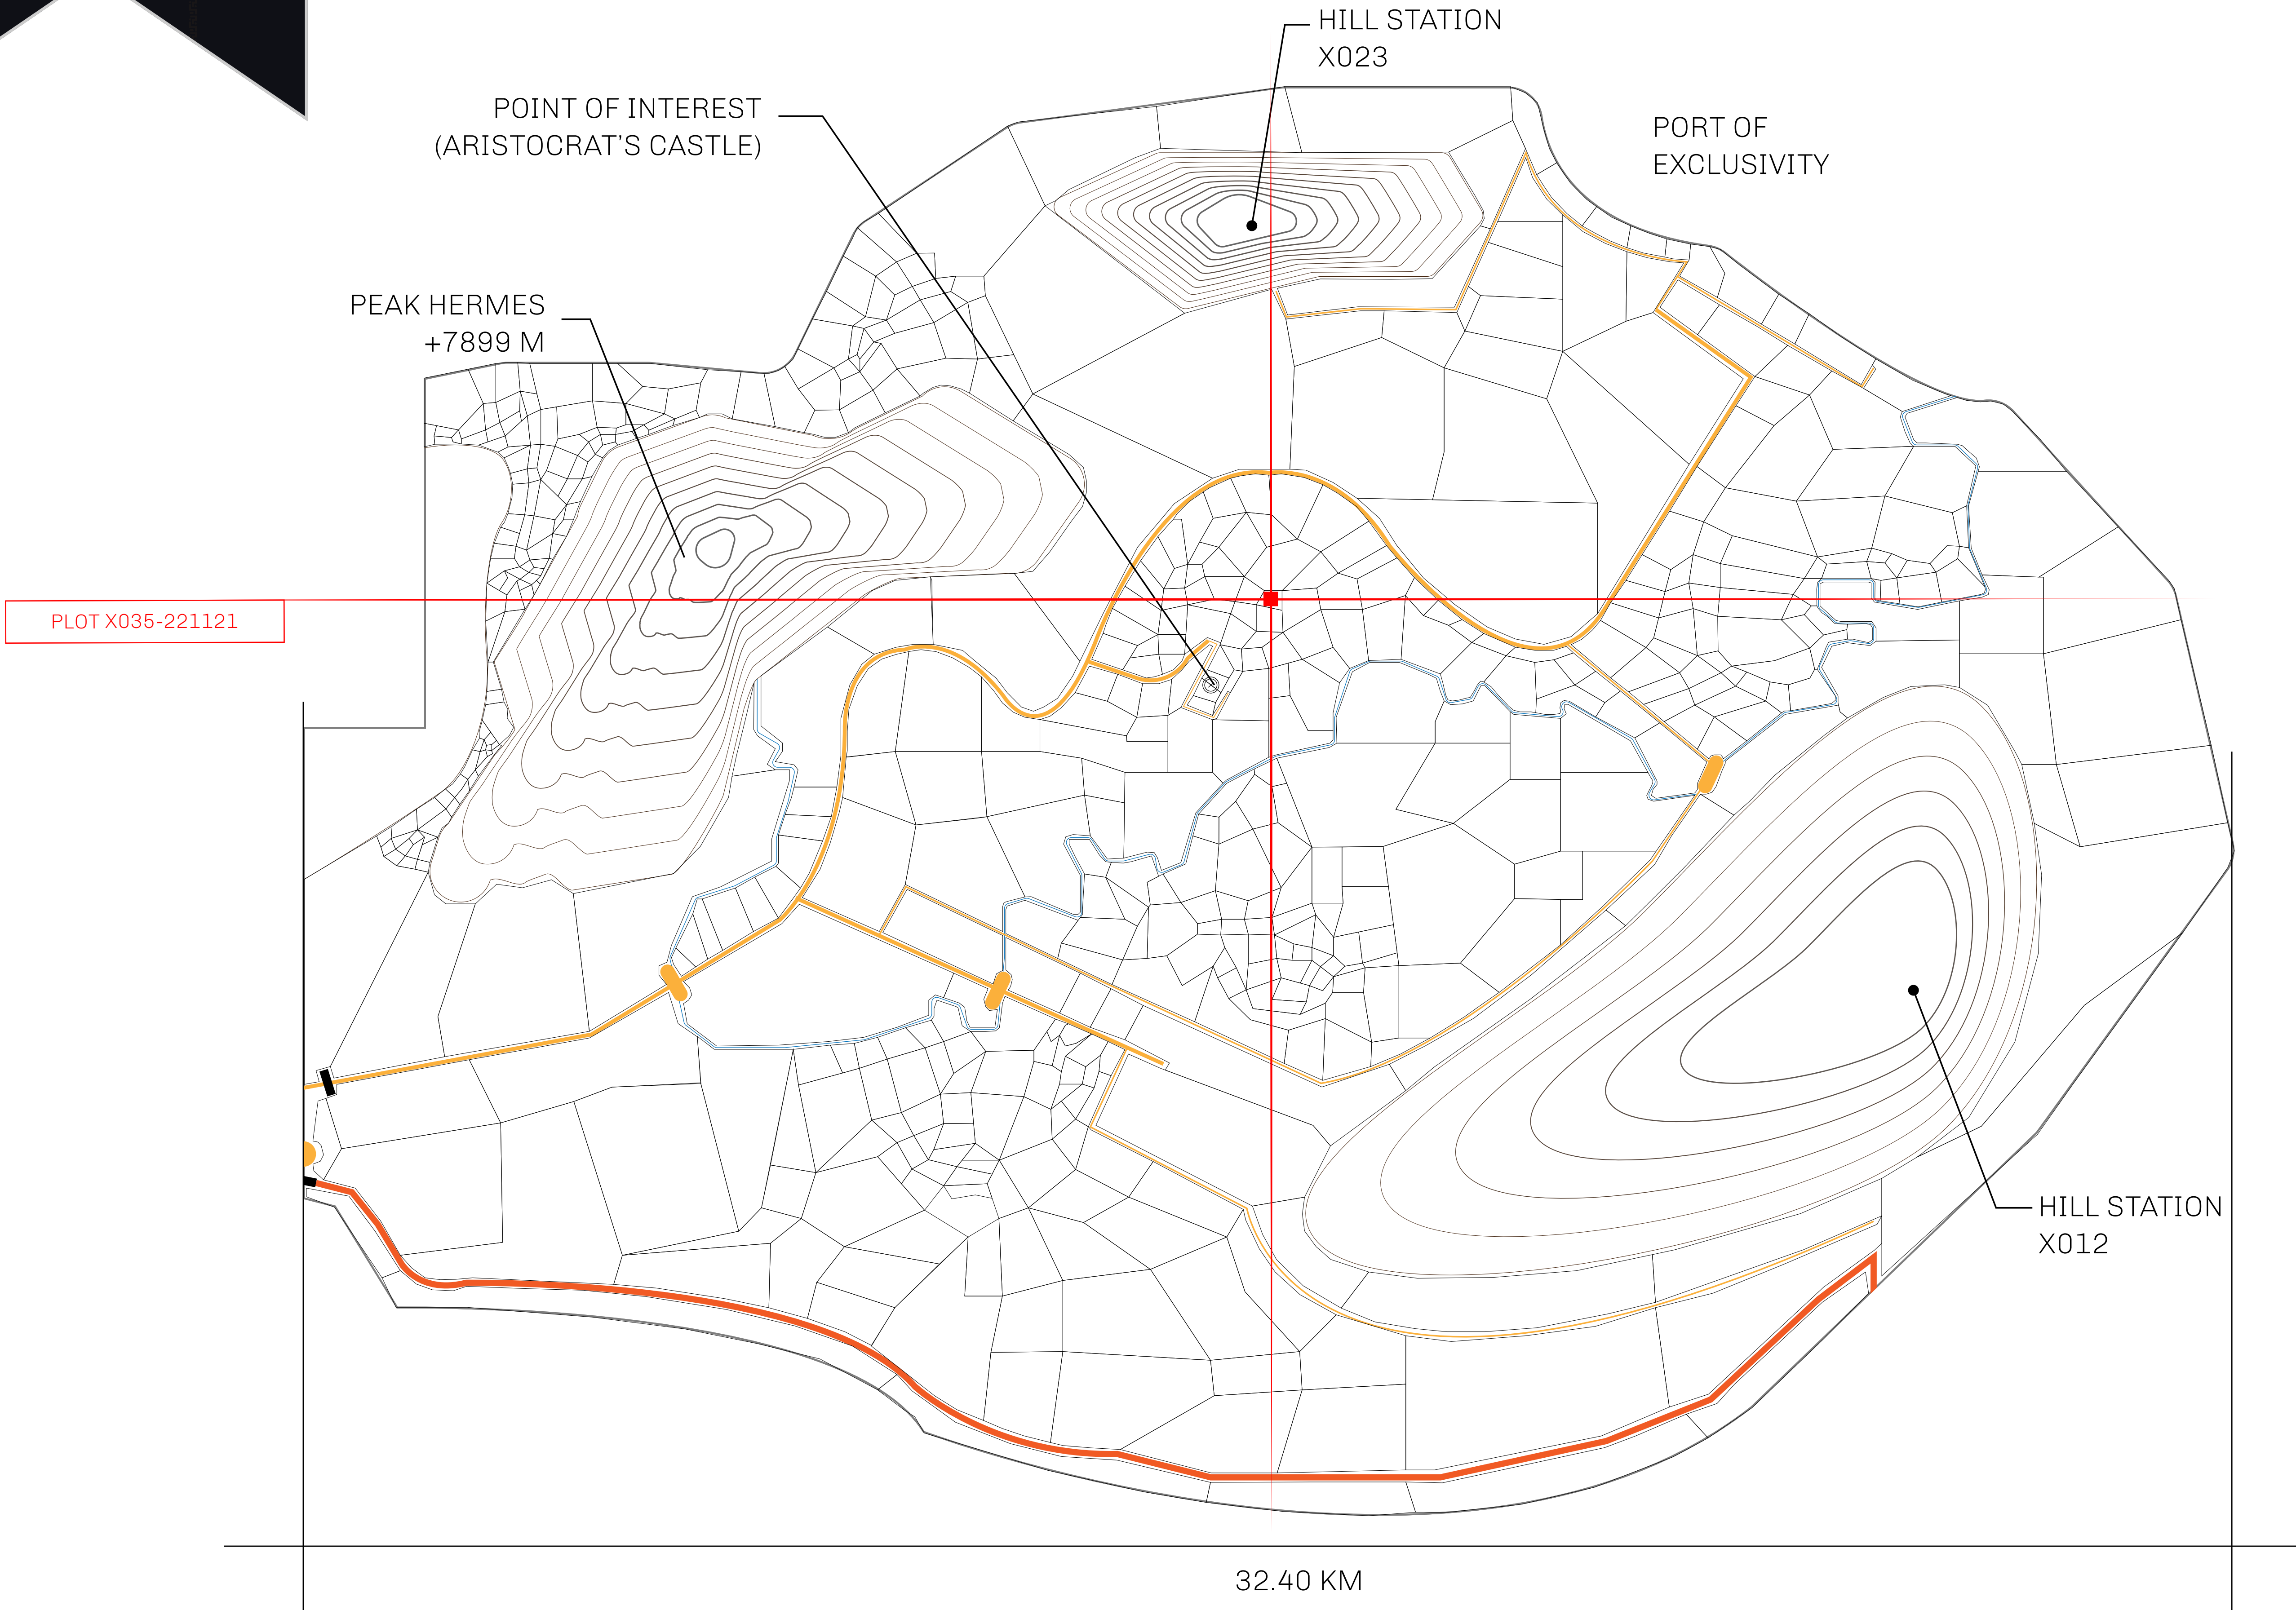 HILL STATION
X023
POINT OF INTEREST
(ARISTOCRAT'S CASTLE)
PORT OF
EXCLUSIVITY
PEAK HERMES
+7899 M
PLOT X035-221121
HILL STATION
X012
32.40 KM